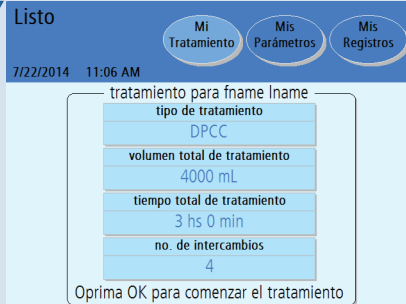 Listo
Mi
Tratamiento
Mis
Parámetros
Mis
Registros
7/22/2014 11:06 AM
tratamiento para fname lname
tipo de tratamiento
DPCC
volumen total de tratamiento
4000 mL
tiempo total de tratamiento
3 hs 0 min
no. de intercambios
4
Oprima OK para comenzar el tratamiento